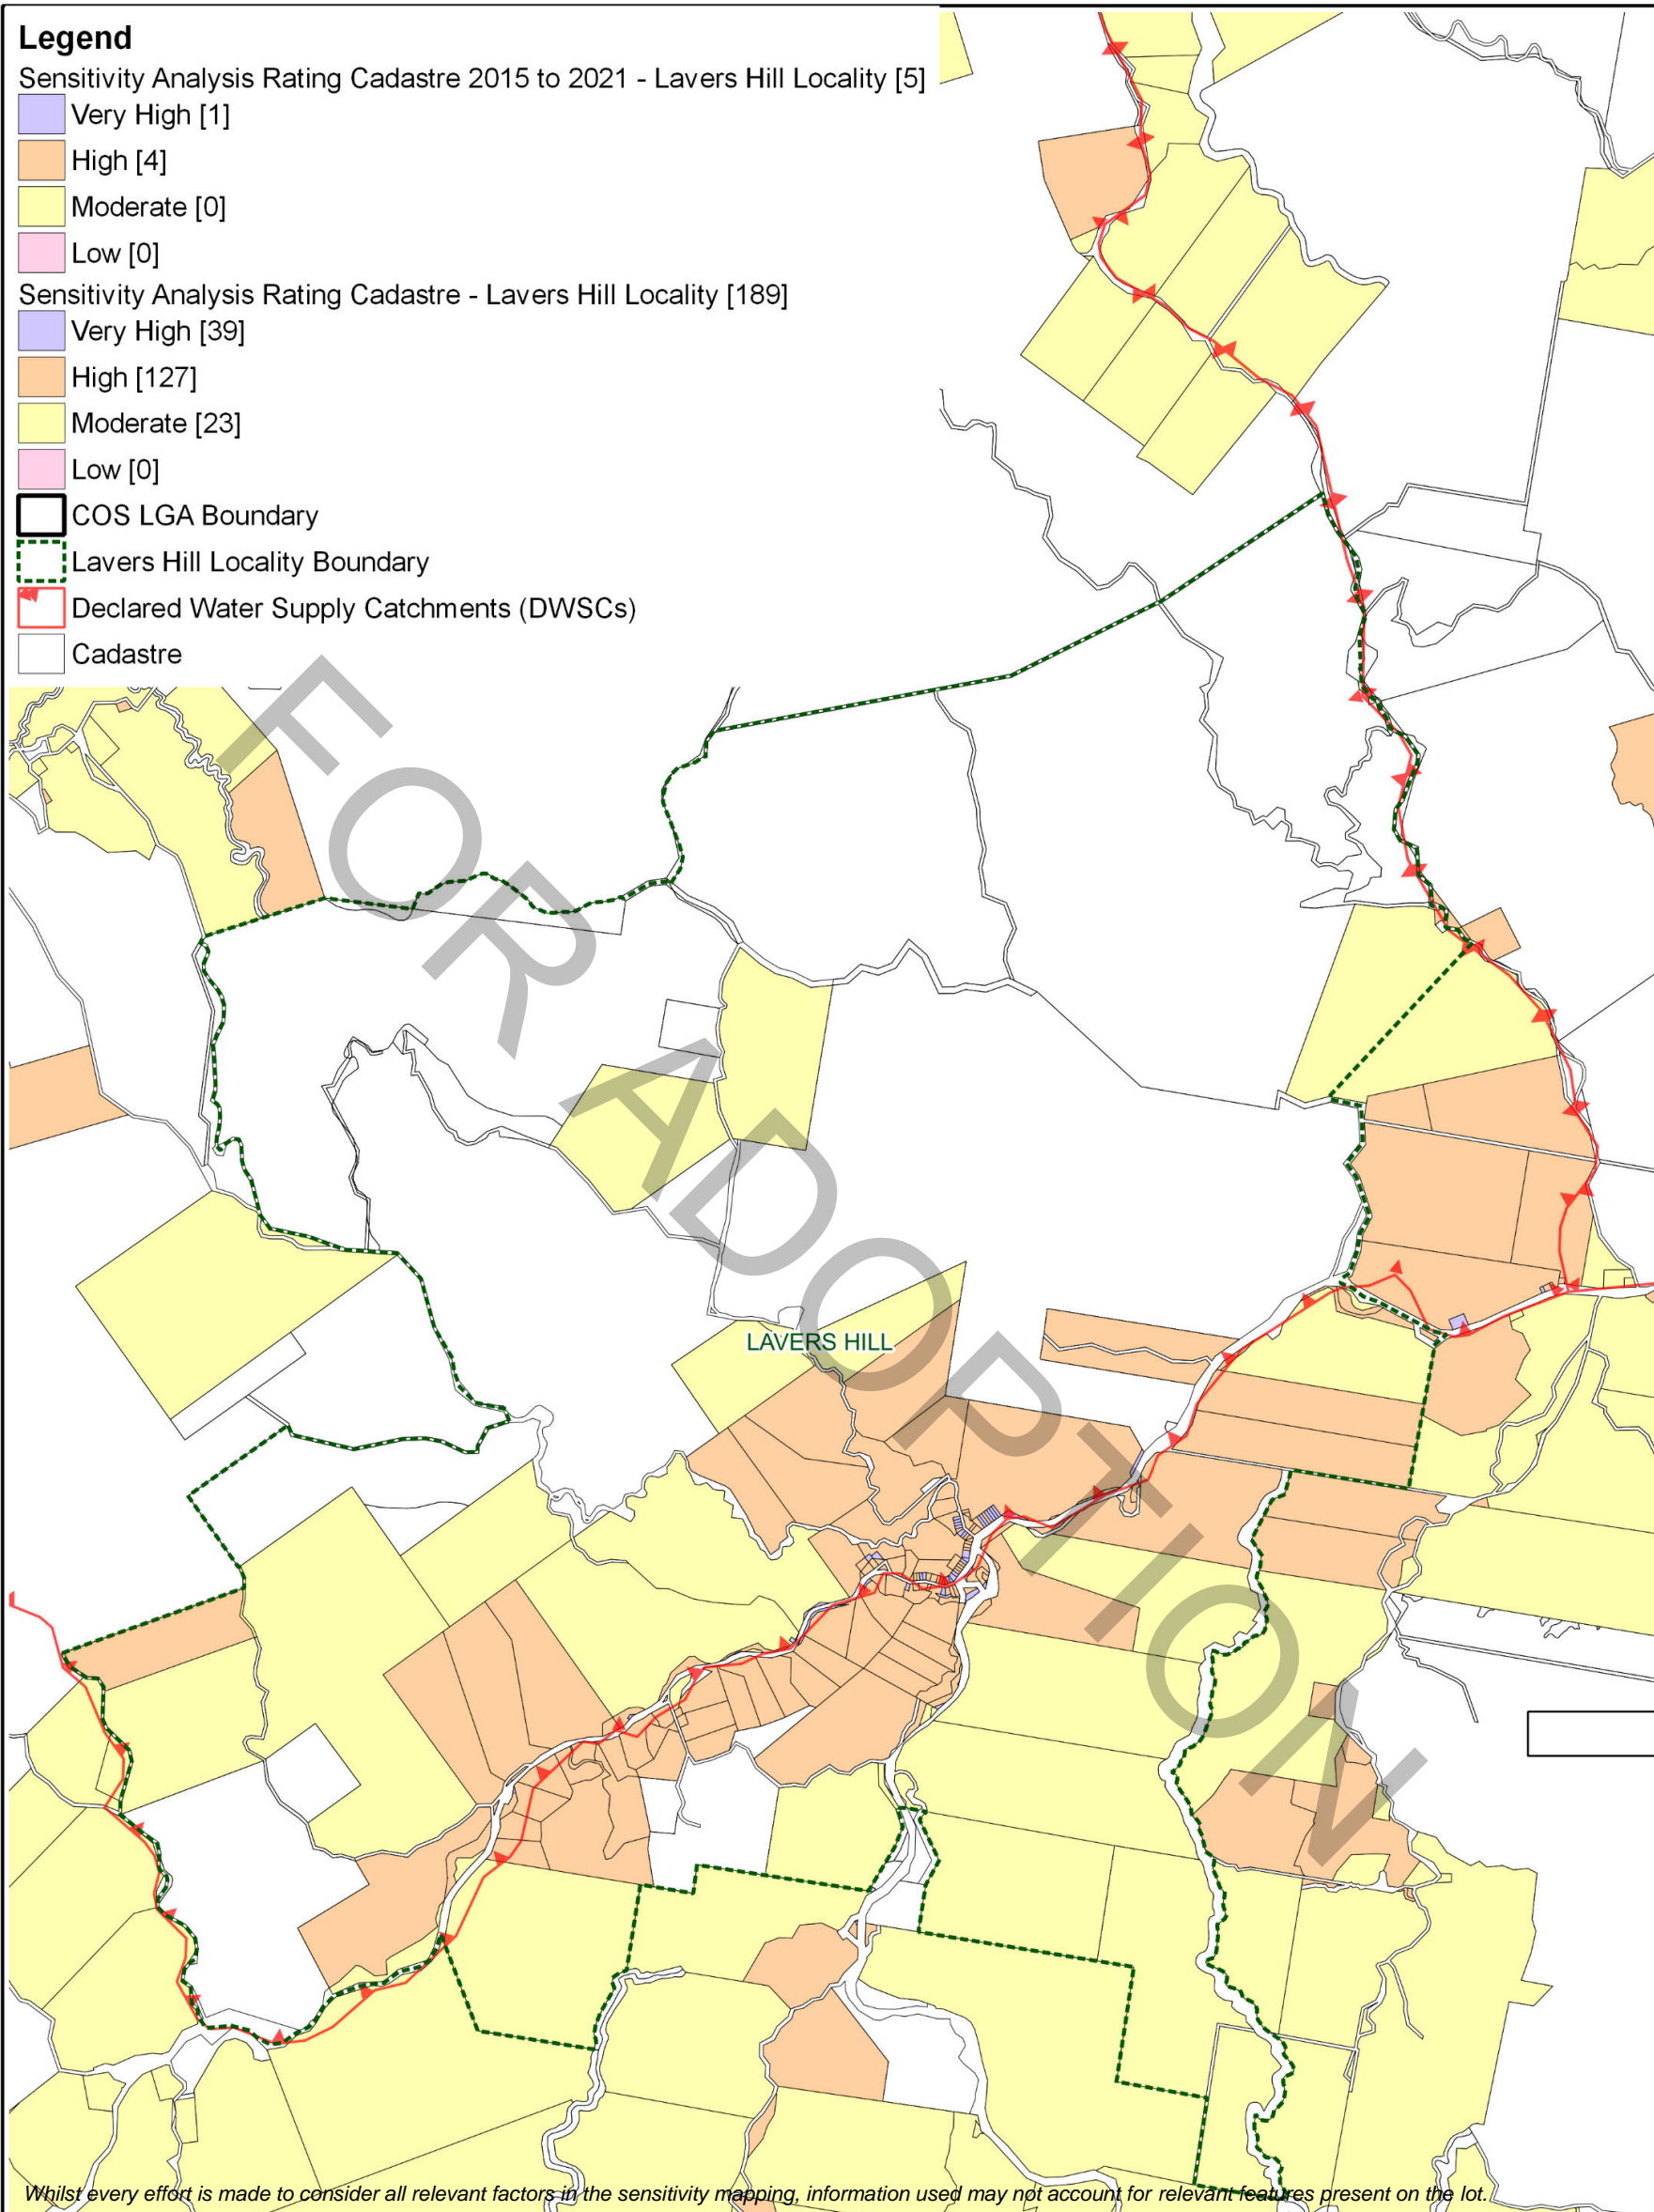 Legend
Sensitivity Analysis Rating Cadastre 2015 to 2021 - Lavers Hill Locality [5]
Very High [1]
High [4]
Moderate [0]
Low [0]
Sensitivity Analysis Rating Cadastre - Lavers Hill Locality [189]
Very High [39]
High [127]
Moderate [23]
Low [0]
COS LGA Boundary
Lavers Hill Locality Boundary
Declared Water Supply Catchments (DWSCs)
Cadastre
FOR ADOPTION
LAVERS HILL
Whilst every effort is made to consider all relevant factors in the sensitivity mapping, information used may not account for relevant features present on the lot.